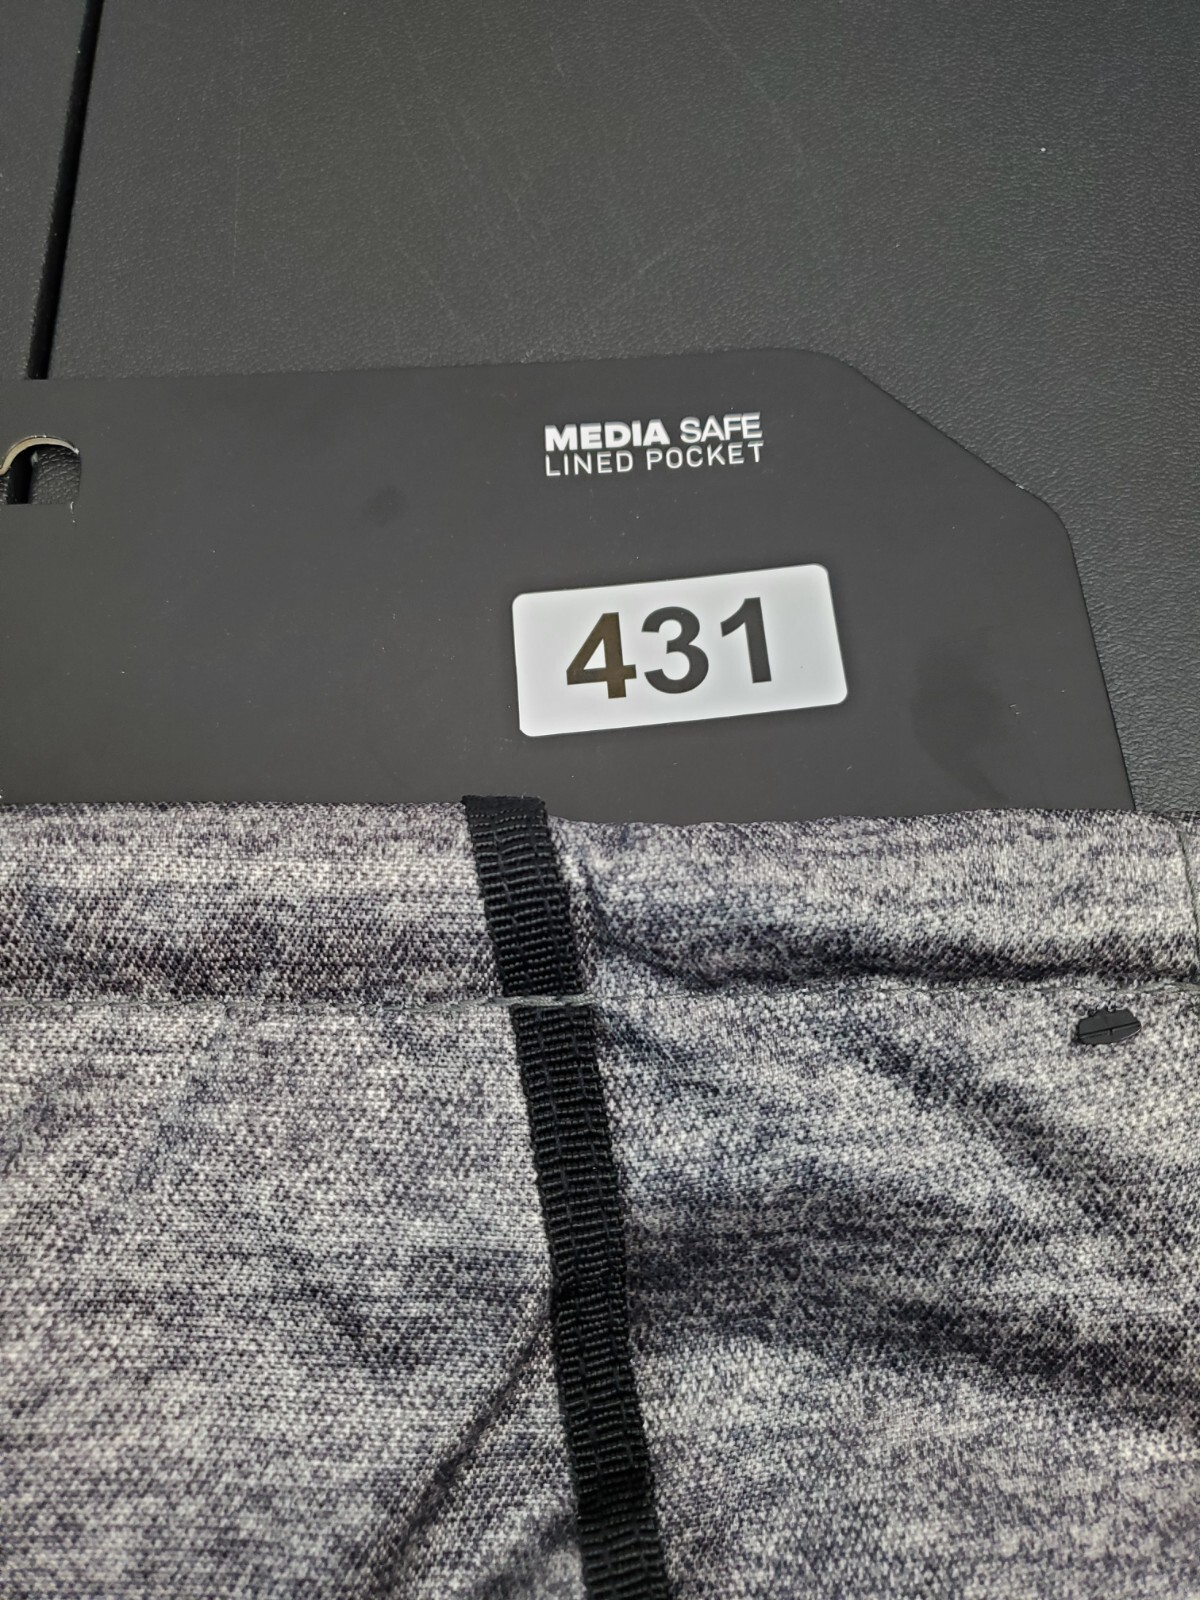 MEDIA SAFE
LINED POCKET
431